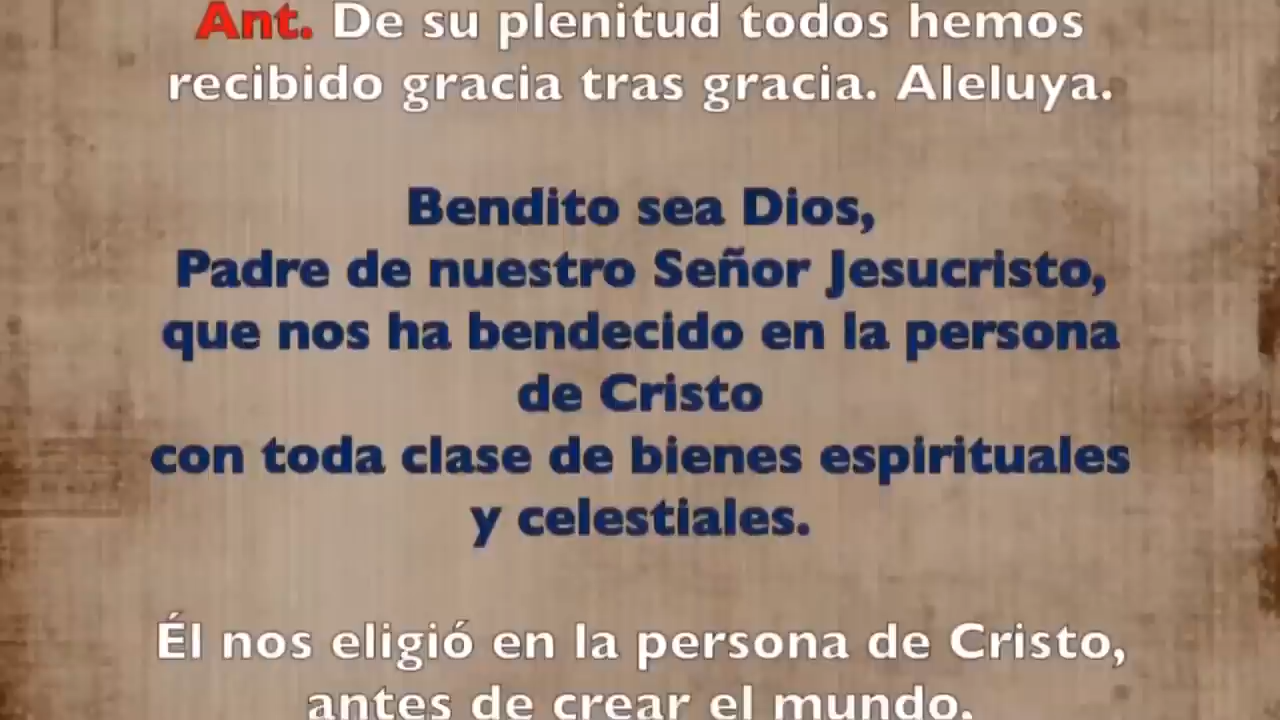 Ant. De su plenitud todos hemos
recibido gracia tras gracia. Aleluya.
Bendito sea Dios,
Padre de nuestro Señor Jesucristo,
que nos ha bendecido en la persona
de Cristo
con toda clase de bienes espirituales
y celestiales.
Él nos eligió en la persona de Cristo,
antes de crear el mundo,